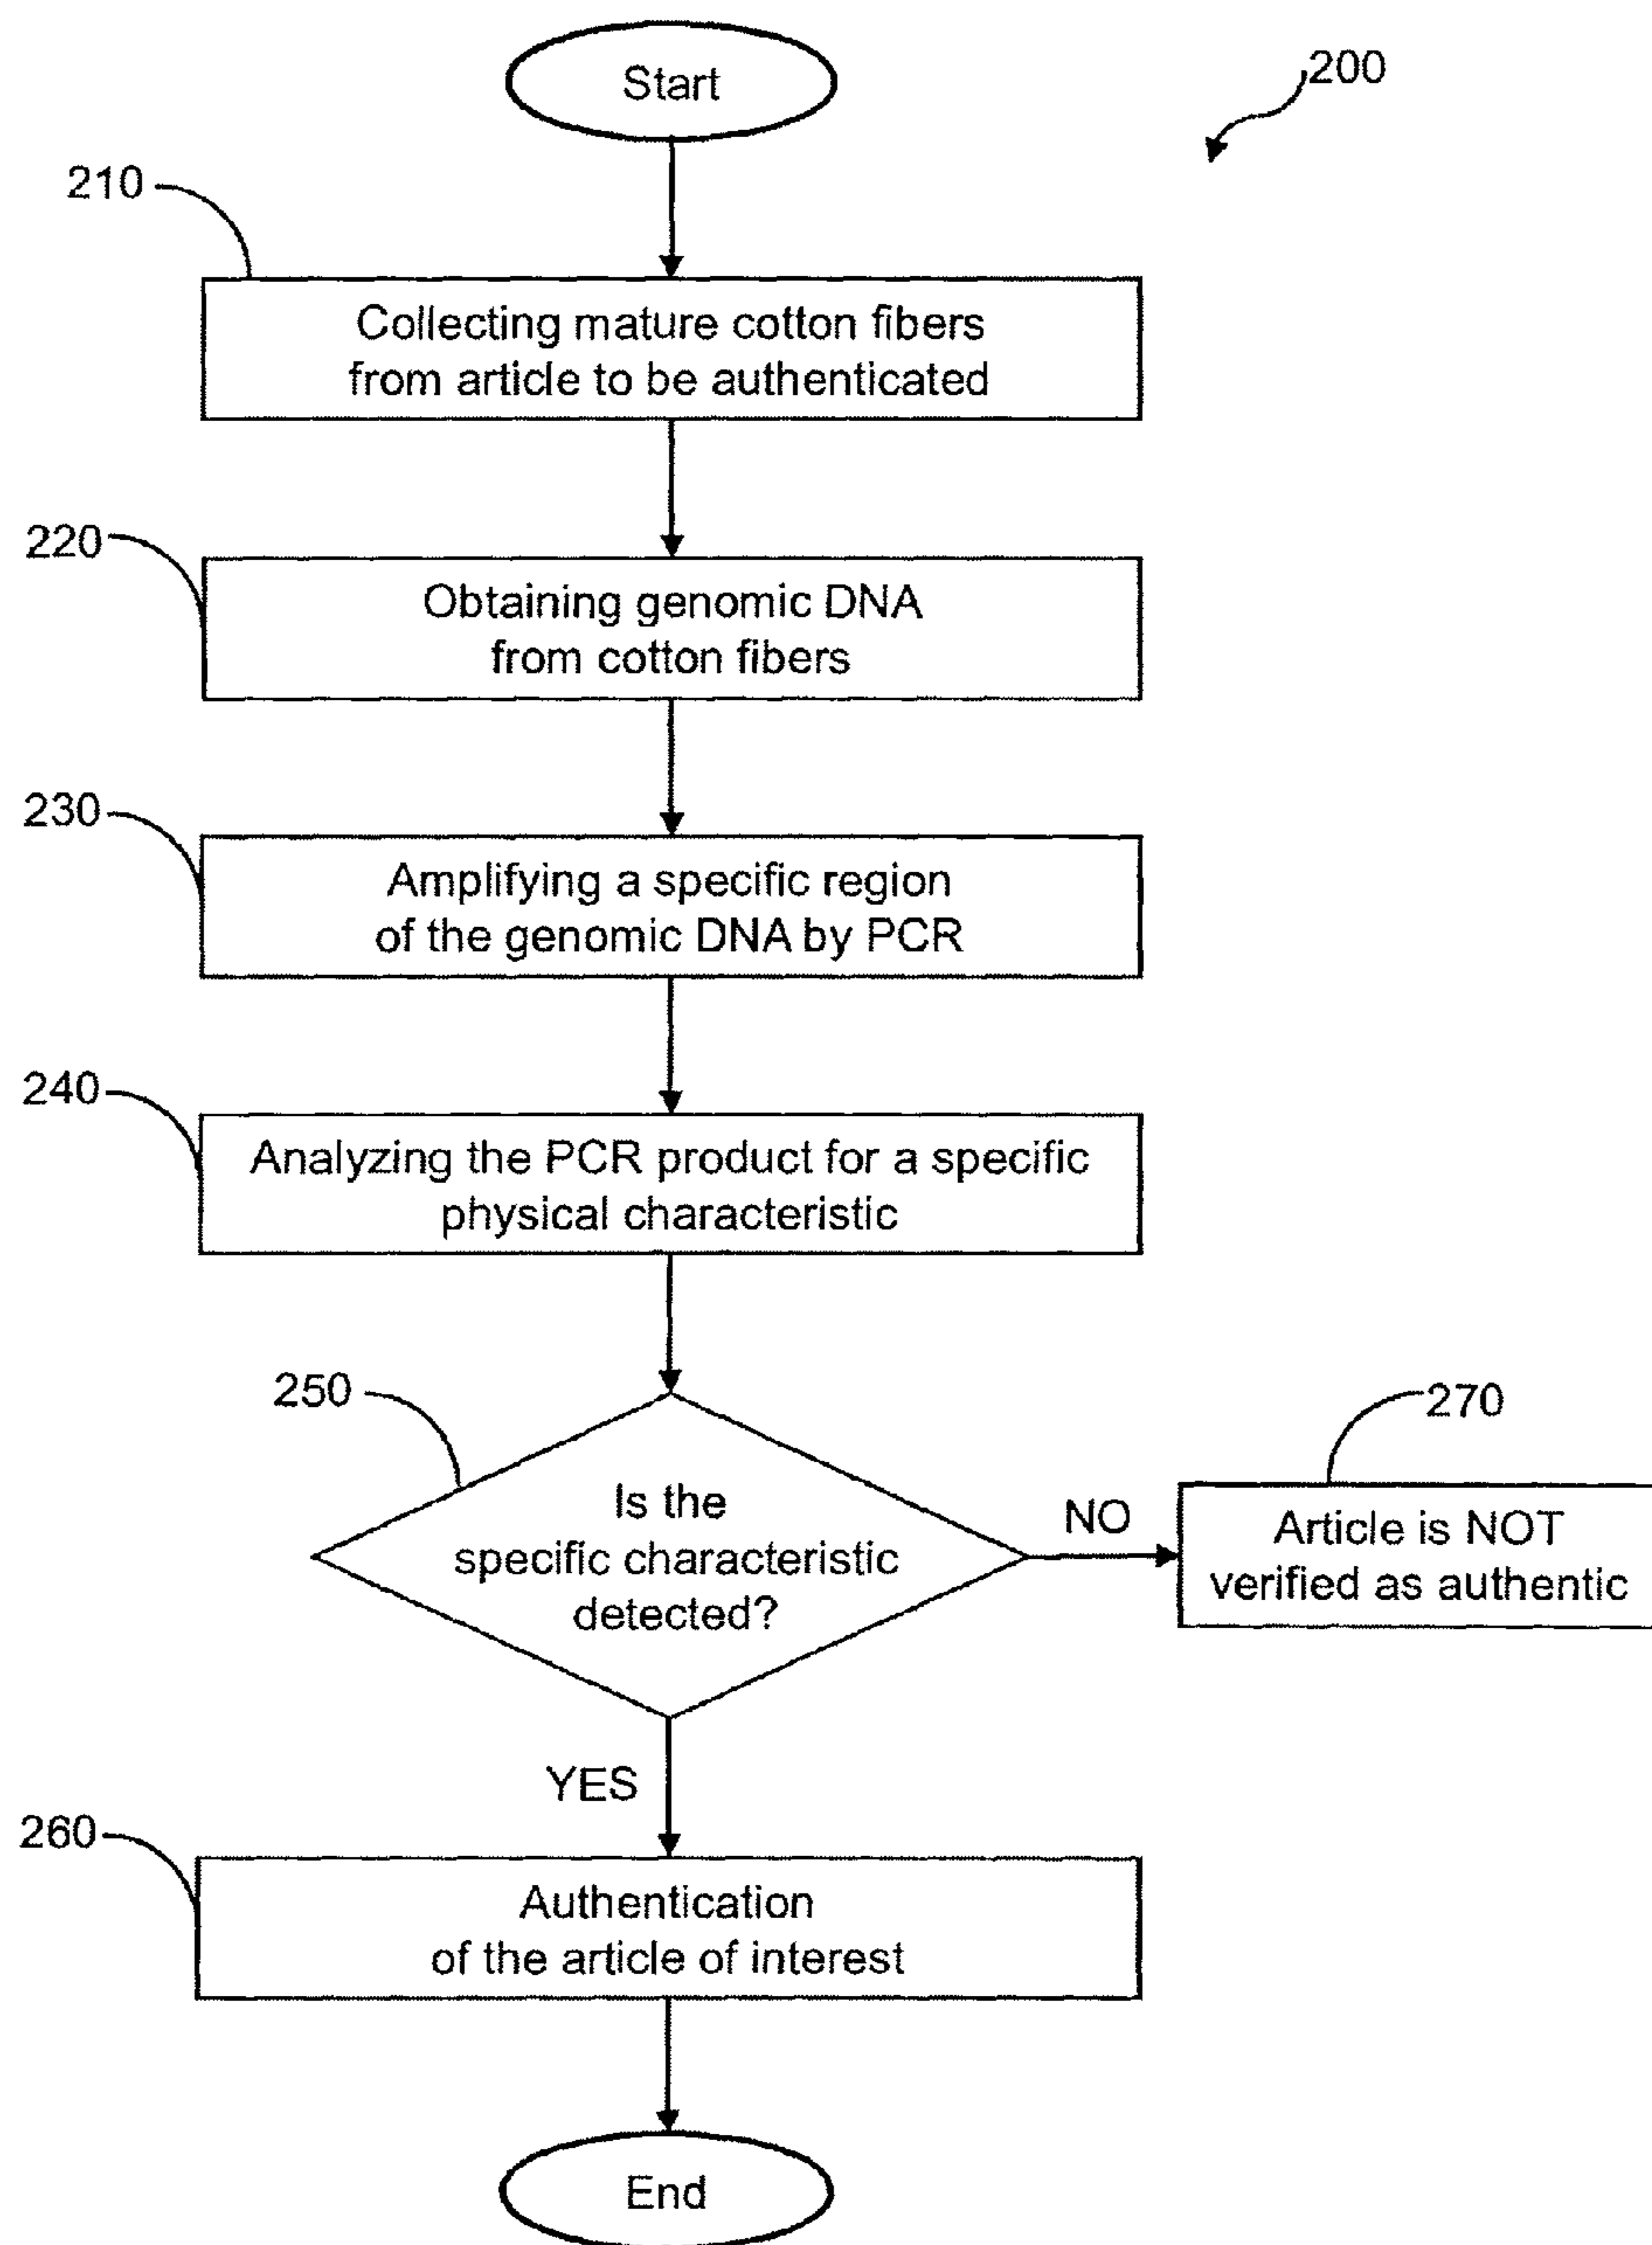 Start
200
210
Collecting mature cotton fibers
from article to be authenticated
220
Obtaining genomic DNA
from cotton fibers
230
Amplifying a specific region
of the genomic DNA by PCR
240
Analyzing the PCR product for a specific
physical characteristic
250
Is the
specific characteristic
detected?
NO
270
Article is NOT
verified as authentic
YES
260
Authentication
of the article of interest
End